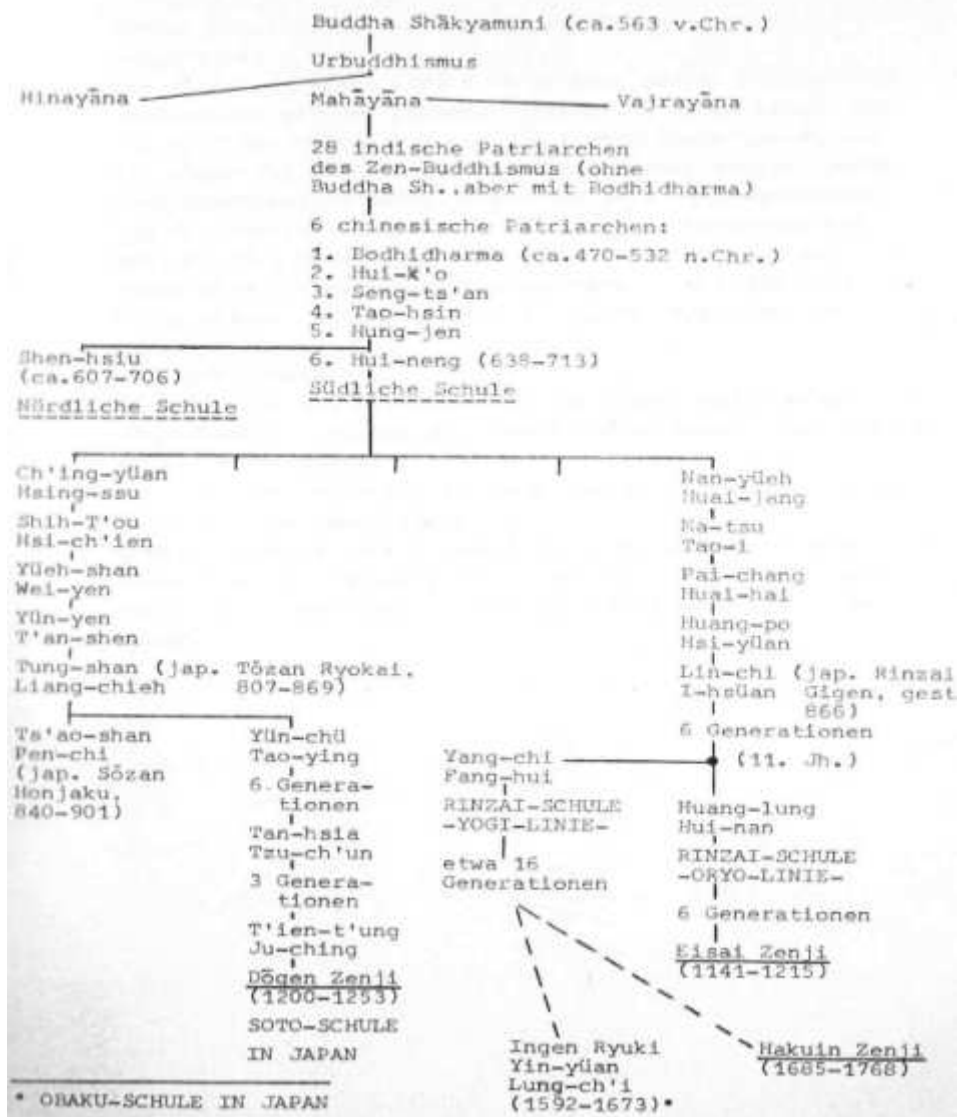 Buddha Shākyamuni (ca.563 v.Chr.)
Urbuddhismus
Hinayāna
Mahāyāna
Vajrayāna
28 indische Patriarchen
des Zen-Buddhismus (ohne
Buddha Sh.,aber mit Bodhidharma)
6 chinesische Patriarchen:
1. Bodhidharma (ca.470-532 n.Chr.)
2. Hui-k'o
3. Seng-ts'an
4. Tao-hsin
5. Hung-jen
Shen-hsiu
(ca.607-706)
Nördliche Schule
6. Hui-neng (638-713)
Südliche Schule
Ch'ing-yüan
Hsing-ssu
Shih-T'ou
Hsi-ch'ien
Yüeh-shan
Wei-yen
Yün-yen
T'an-shen
Tung-shan (jap. Tōzan Ryokai,
Liang-chieh 807-869)
Ts'ao-shan
Pen-chi
(jap. Sōzan
Honjaku,
840-901)
Yün-chü
Tao-ying
6 Genera-
tionen
Tan-hsia
Tzu-ch'un
3 Genera-
tionen
T'ien-t'ung
Ju-ching
Dōgen Zenji
(1200-1253)
SOTO-SCHULE
IN JAPAN
Nan-yüeh
Huai-jang
Ma-tsu
Tao-i
Pai-chang
Huai-hai
Huang-po
Hsi-yüan
Lin-chi (jap. Rinzai
I-hsüan Gigen, gest
866)
6 Generationen
(11. Jh.)
Yang-chi
Fang-hui
RINZAI-SCHULE
-YOGI-LINIE-
etwa 16
Generationen
Huang-lung
Hui-nan
RINZAI-SCHULE
-ORYO-LINIE-
6 Generationen
Eisai Zenji
(1141-1215)
Ingen Ryuki
Yin-yüan
Lung-ch'i
(1592-1673)*
Hakuin Zenji
(1685-1768)
* OBAKU-SCHULE IN JAPAN